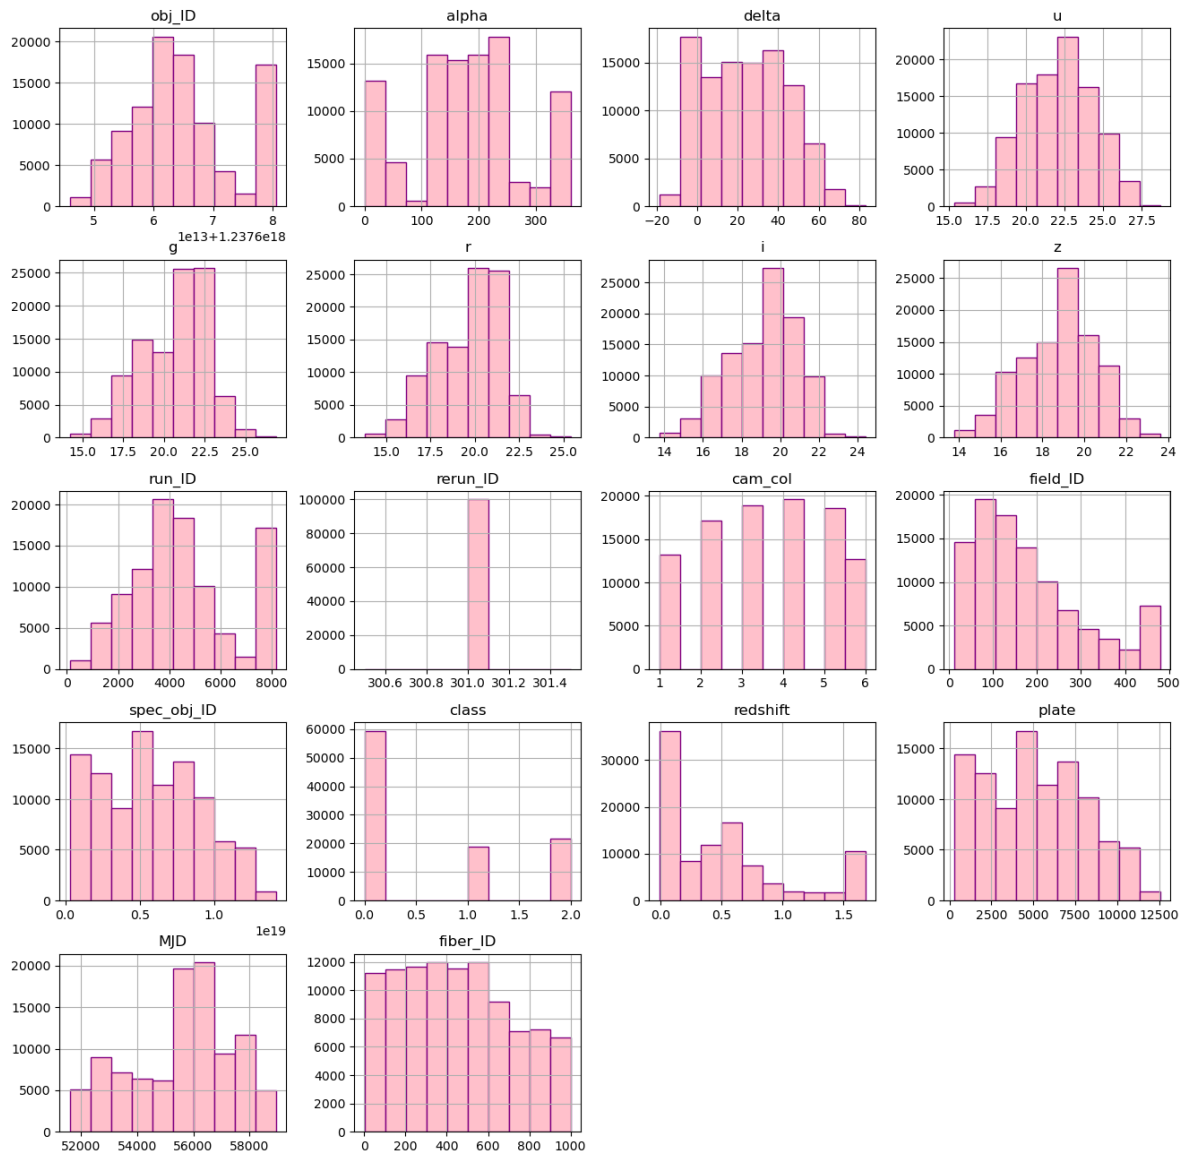 obj_ID
20000
15000
10000
5000
0
5 6 7 8
1e13+1.2376e18
alpha
15000
10000
5000
0
0 100 200 300
delta
15000
10000
5000
0
−20 0 20 40 60 80
u
20000
15000
10000
5000
0
15.0 17.5 20.0 22.5 25.0 27.5
g
25000
20000
15000
10000
5000
0
15.0 17.5 20.0 22.5 25.0
r
25000
20000
15000
10000
5000
0
15.0 17.5 20.0 22.5 25.0
i
30000
25000
20000
15000
10000
5000
0
14 16 18 20 22 24
z
25000
20000
15000
10000
5000
0
14 16 18 20 22 24
run_ID
20000
15000
10000
5000
0
0 2000 4000 6000 8000
rerun_ID
100000
80000
60000
40000
20000
0
300.6 300.8 301.0 301.2 301.4
cam_col
20000
15000
10000
5000
0
1 2 3 4 5 6
field_ID
20000
15000
10000
5000
0
0 100 200 300 400 500
spec_obj_ID
15000
10000
5000
0
0.0 0.5 1.0
1e19
class
60000
50000
40000
30000
20000
10000
0
0.0 0.5 1.0 1.5 2.0
redshift
30000
20000
10000
0
0.0 0.5 1.0 1.5
plate
15000
10000
5000
0
0 2500 5000 7500 10000 12500
MJD
20000
15000
10000
5000
0
52000 54000 56000 58000
fiber_ID
12000
10000
8000
6000
4000
2000
0
0 200 400 600 800 1000